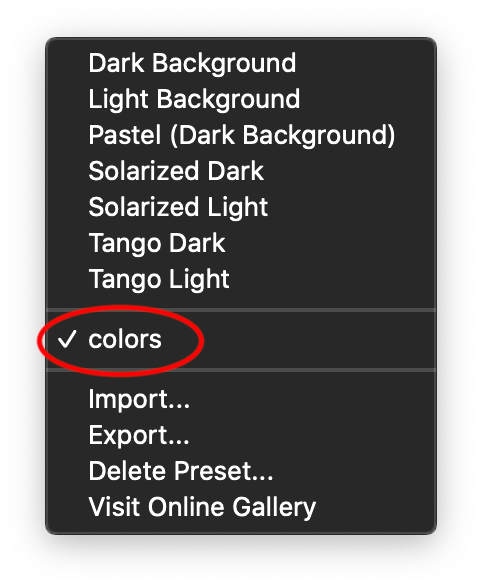 Dark Background
Light Background
Pastel (Dark Background)
Solarized Dark
Solarized Light
Tango Dark
Tango Light
✓ colors
Import...
Export...
Delete Preset...
Visit Online Gallery